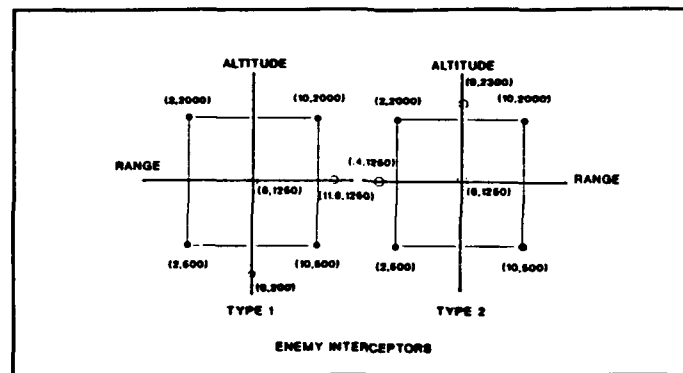 ALTITUDE ALTITUDE
(6,2300)
(2,2000) (10,2000) (2,2000) (10,2000)
(.4,1250)
RANGE RANGE
(6,1250) (11.6,1250) (6,1250)
(2,500) (10,500) (2,500) (10,500)
(6,200)
TYPE 1 TYPE 2
ENEMY INTERCEPTORS